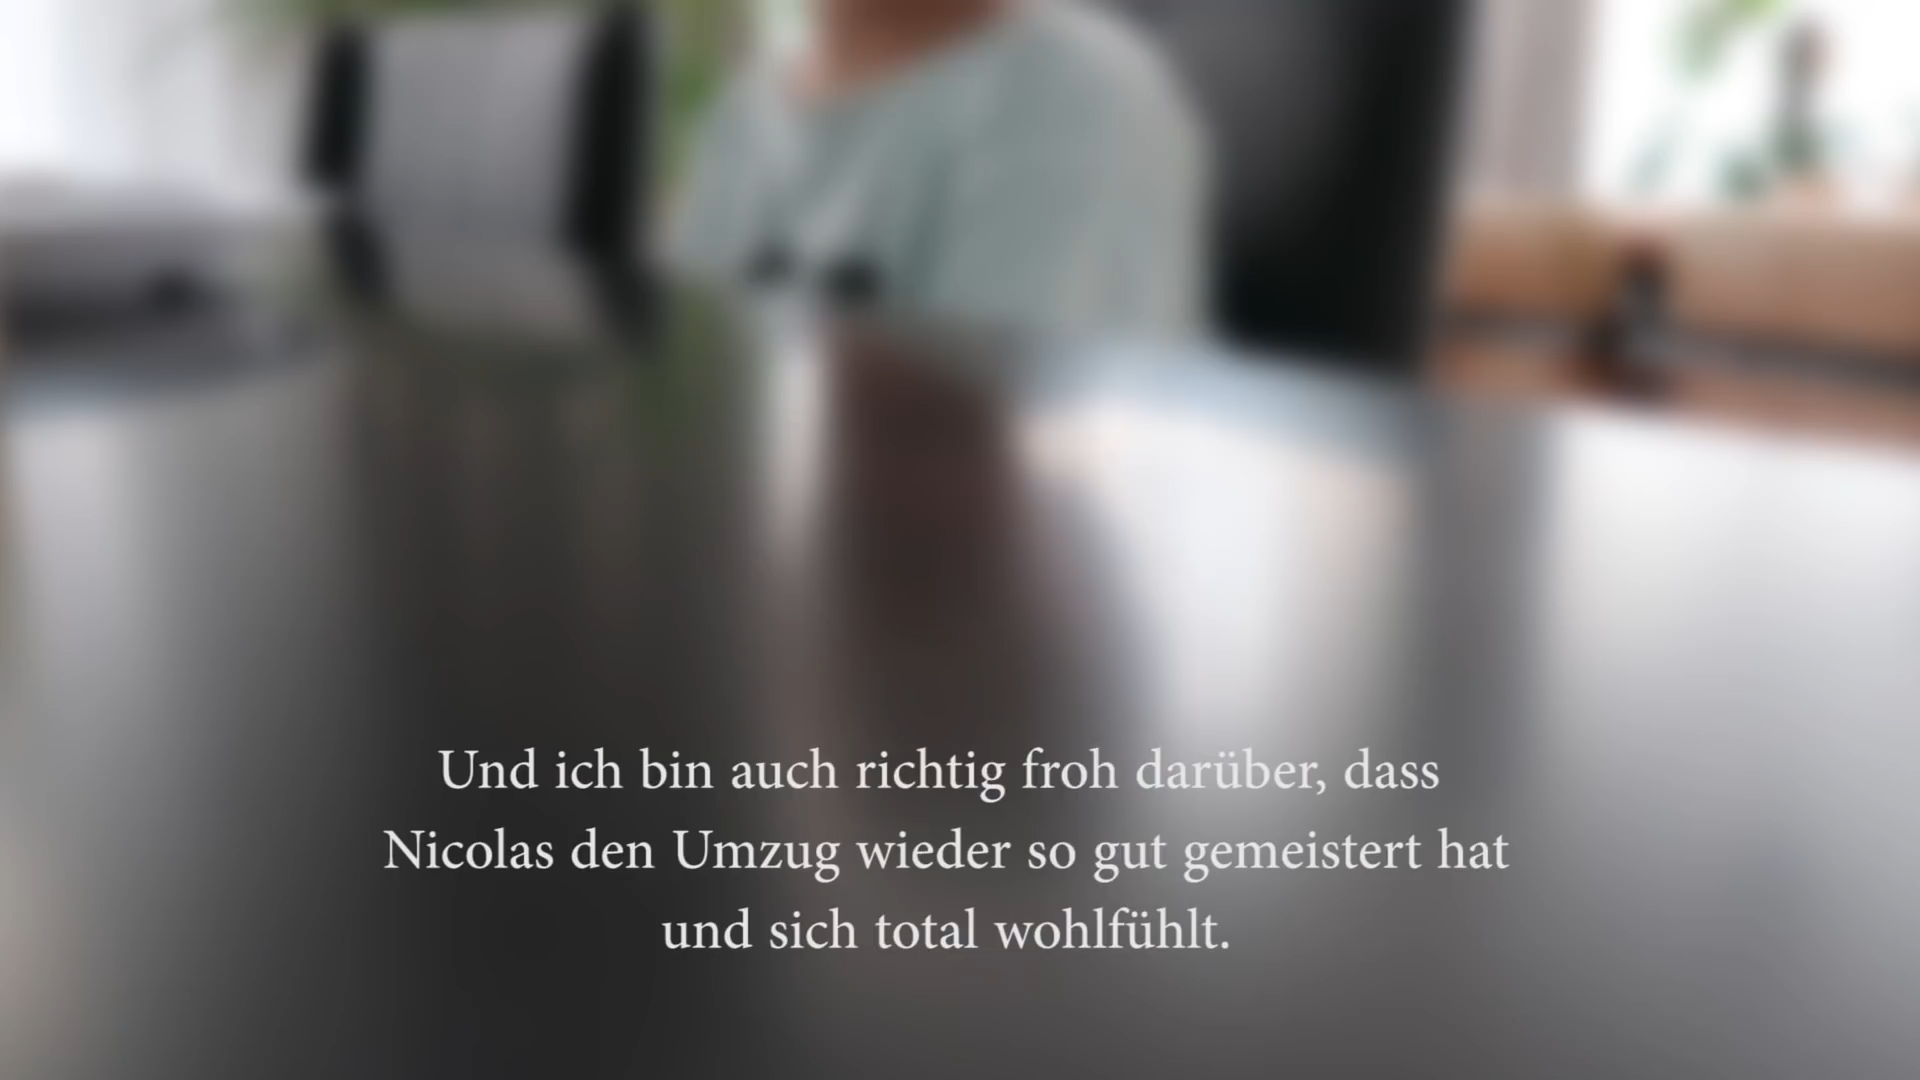 Und ich bin auch richtig froh darüber, dass
Nicolas den Umzug wieder so gut gemeistert hat
und sich total wohlfühlt.